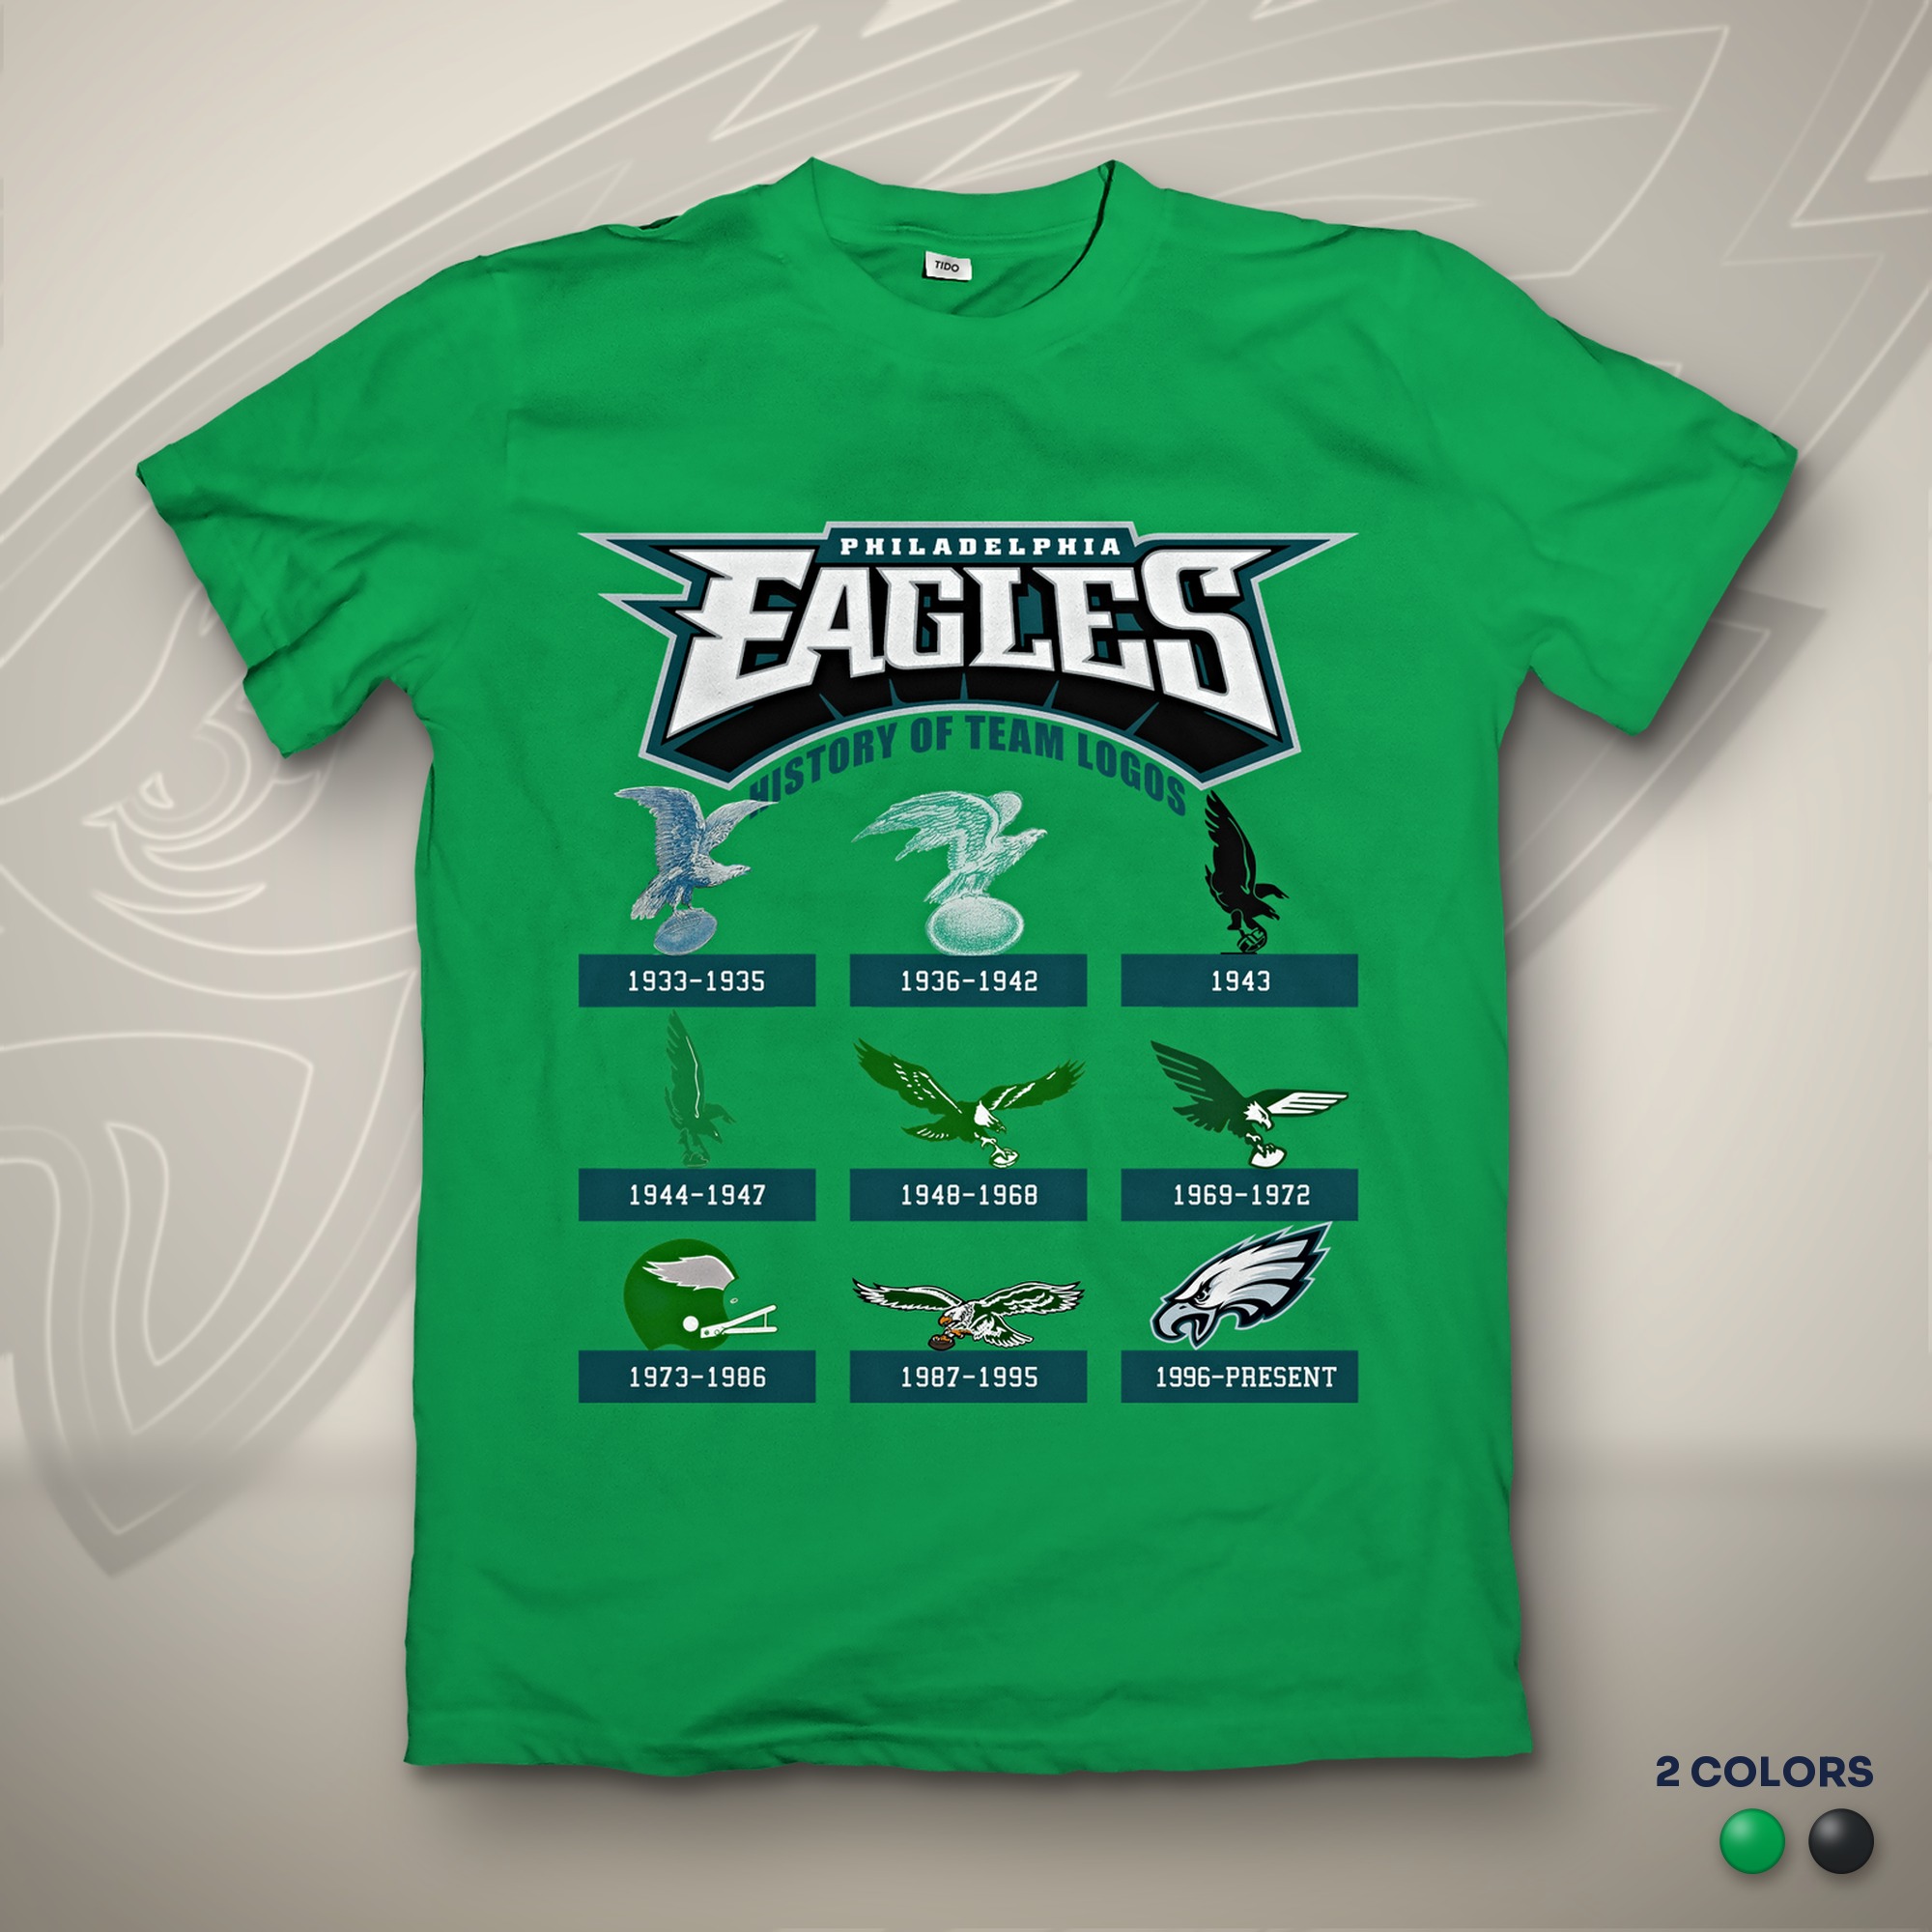 TIDO
PHILADELPHIA
EAGLES
HISTORY OF TEAM LOGOS
1933-1935
1936-1942
1943
1944-1947
1948-1968
1969-1972
1973-1986
1987-1995
1996-PRESENT
2 COLORS